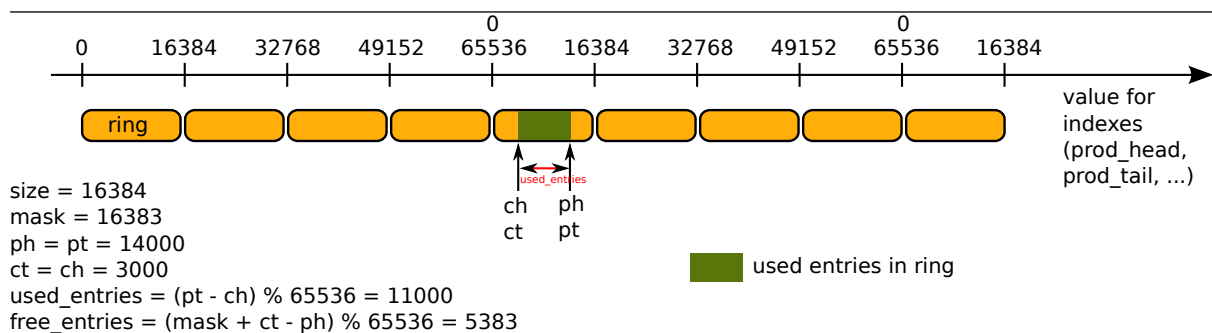 0 0
0 16384 32768 49152 65536 16384 32768 49152 65536 16384
ring
value for
indexes
(prod_head,
prod_tail, ...)
used_entries
ch ph
ct pt
size = 16384
mask = 16383
ph = pt = 14000
ct = ch = 3000
used_entries = (pt - ch) % 65536 = 11000
free_entries = (mask + ct - ph) % 65536 = 5383
used entries in ring